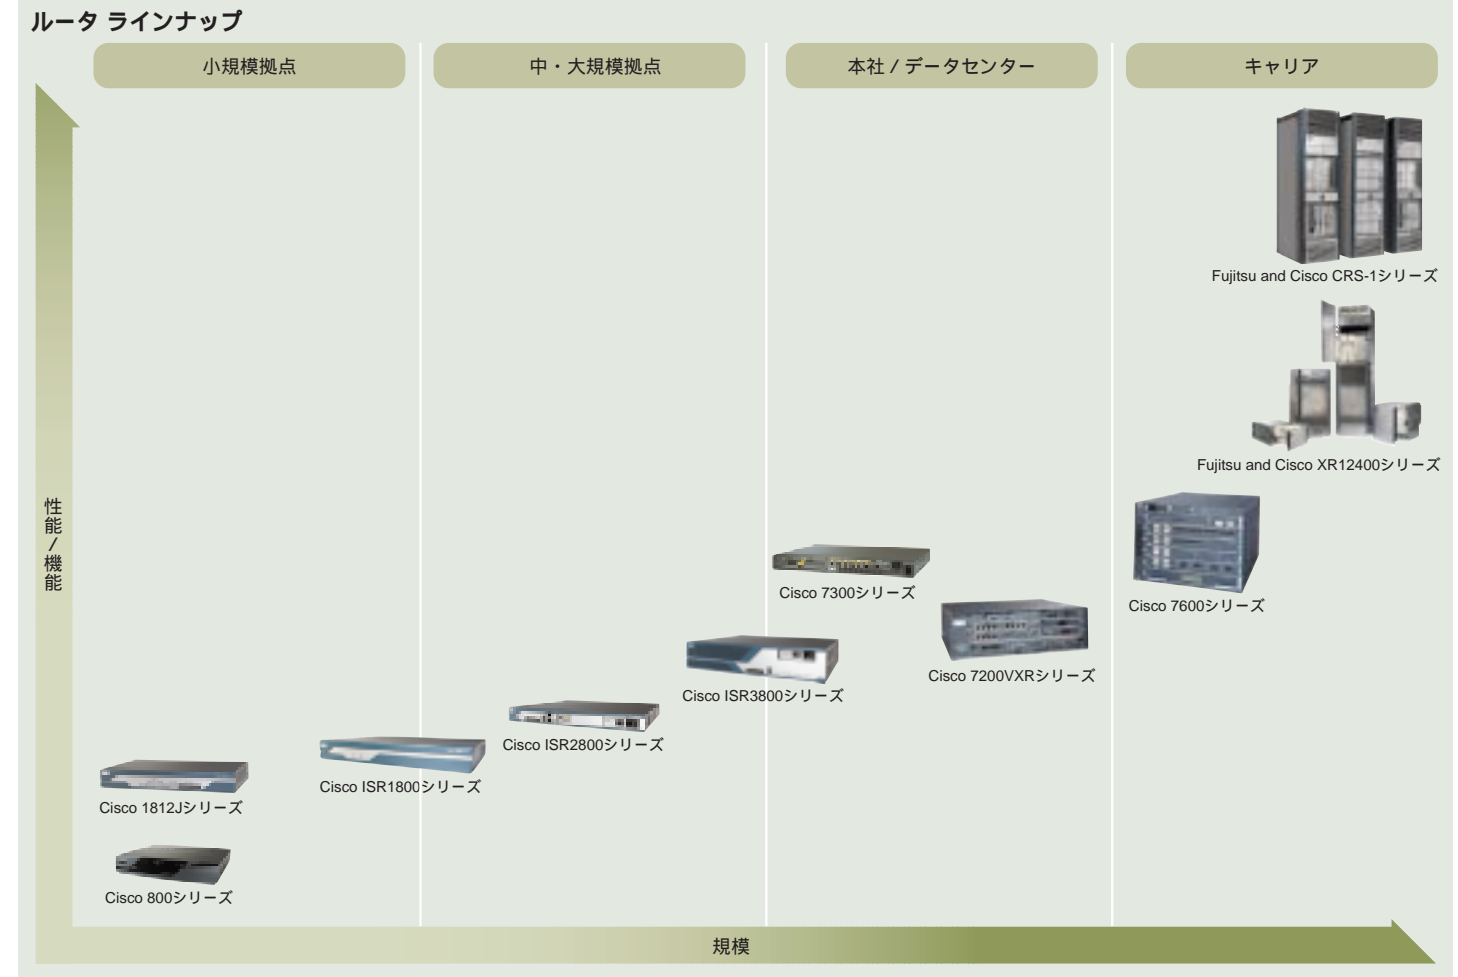 ルータ ラインナップ
小規模拠点
中・大規模拠点
本社 / データセンター
キャリア
Fujitsu and Cisco CRS-1シリーズ
Fujitsu and Cisco XR12400シリーズ
性能/機能
Cisco 7300シリーズ
Cisco 7600シリーズ
Cisco 7200VXRシリーズ
Cisco ISR3800シリーズ
Cisco ISR2800シリーズ
Cisco ISR1800シリーズ
Cisco 1812Jシリーズ
Cisco 800シリーズ
規模